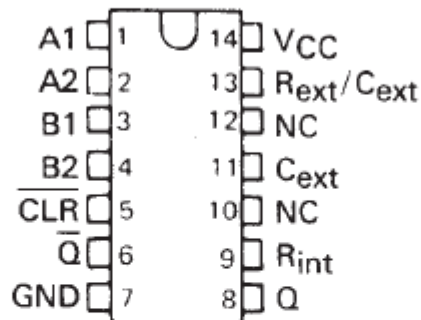 A1 1 14 VCC
A2 2 13 Rext/Cext
B1 3 12 NC
B2 4 11 Cext
C̅L̅R̅ 5 10 NC
Q̅ 6 9 Rint
GND 7 8 Q